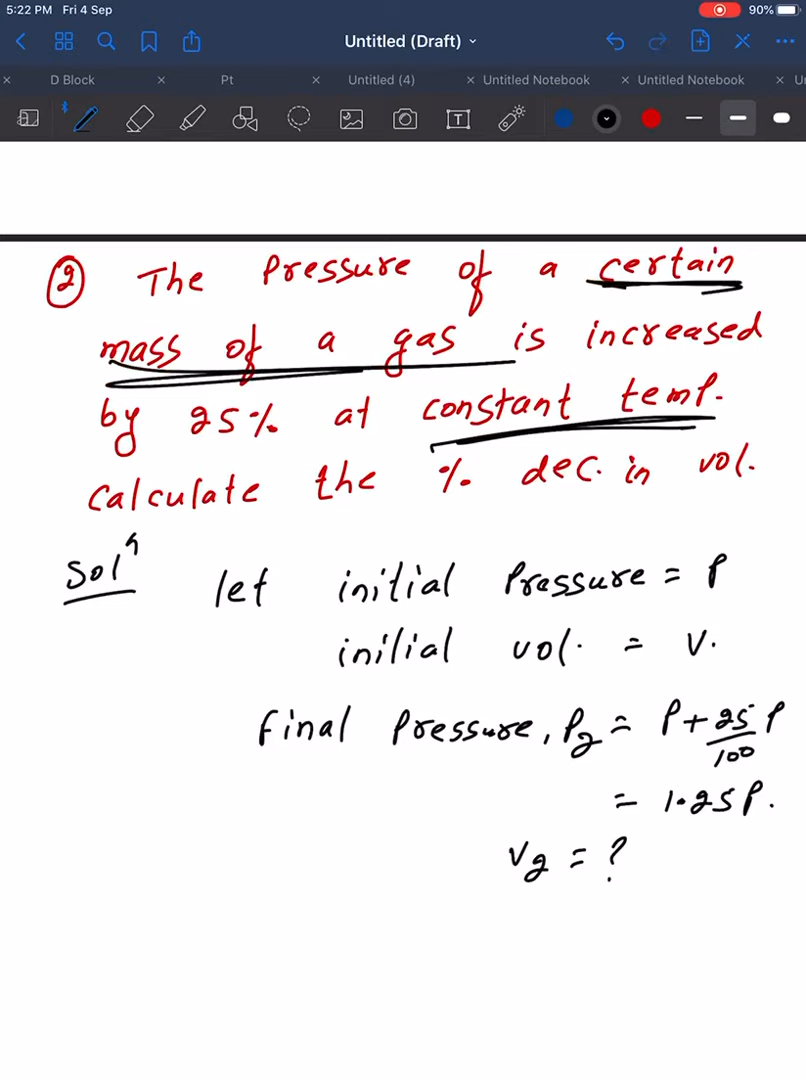 5:22 PM Fri 4 Sep 90%
Untitled (Draft)
D Block Pt Untitled (4) Untitled Notebook Untitled Notebook Un
T
② The Pressure of a certain
mass of a gas is increased
by 25% at constant temp.
Calculate the % dec. in vol.
Solⁿ let initial Pressure = P
initial vol. = V.
Final Pressure, P₂ = P + 25/100 P
= 1.25P.
V₂ = ?